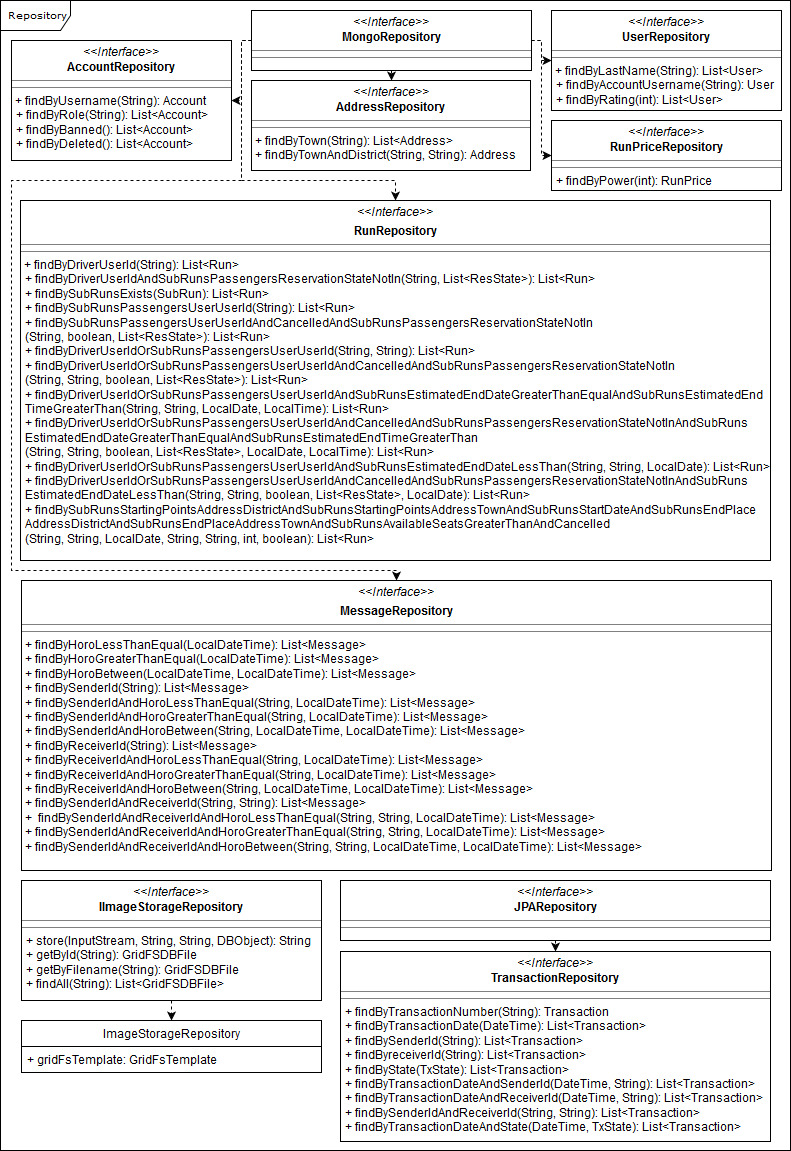 Repository
<<Interface>>
AccountRepository
+ findByUsername(String): Account
+ findByRole(String): List<Account>
+ findByBanned(): List<Account>
+ findByDeleted(): List<Account>
<<Interface>>
MongoRepository
<<Interface>>
AddressRepository
+ findByTown(String): List<Address>
+ findByTownAndDistrict(String, String): Address
<<Interface>>
UserRepository
+ findByLastName(String): List<User>
+ findByAccountUsername(String): User
+ findByRating(int): List<User>
<<Interface>>
RunPriceRepository
+ findByPower(int): RunPrice
<<Interface>>
RunRepository
+ findByDriverUserId(String): List<Run>
+ findByDriverUserIdAndSubRunsPassengersReservationStateNotIn(String, List<ResState>): List<Run>
+ findBySubRunsExists(SubRun): List<Run>
+ findBySubRunsPassengersUserUserId(String): List<Run>
+ findBySubRunsPassengersUserUserIdAndCancelledAndSubRunsPassengersReservationStateNotIn
(String, boolean, List<ResState>): List<Run>
+ findByDriverUserIdOrSubRunsPassengersUserUserId(String, String): List<Run>
+ findByDriverUserIdOrSubRunsPassengersUserUserIdAndCancelledAndSubRunsPassengersReservationStateNotIn
(String, String, boolean, List<ResState>): List<Run>
+ findByDriverUserIdOrSubRunsPassengersUserUserIdAndSubRunsEstimatedEndDateGreaterThanEqualAndSubRunsEstimatedEnd
TimeGreaterThan(String, String, LocalDate, LocalTime): List<Run>
+ findByDriverUserIdOrSubRunsPassengersUserUserIdAndCancelledAndSubRunsPassengersReservationStateNotInAndSubRuns
EstimatedEndDateGreaterThanEqualAndSubRunsEstimatedEndTimeGreaterThan
(String, String, boolean, List<ResState>, LocalDate, LocalTime): List<Run>
+ findByDriverUserIdOrSubRunsPassengersUserUserIdAndSubRunsEstimatedEndDateLessThan(String, String, LocalDate): List<Run>
+ findByDriverUserIdOrSubRunsPassengersUserUserIdAndCancelledAndSubRunsPassengersReservationStateNotInAndSubRuns
EstimatedEndDateLessThan(String, String, boolean, List<ResState>, LocalDate): List<Run>
+ findBySubRunsStartingPointsAddressDistrictAndSubRunsStartingPointsAddressTownAndSubRunsStartDateAndSubRunsEndPlace
AddressDistrictAndSubRunsEndPlaceAddressTownAndSubRunsAvailableSeatsGreaterThanAndCancelled
(String, String, LocalDate, String, String, int, boolean): List<Run>
<<Interface>>
MessageRepository
+ findByHoroLessThanEqual(LocalDateTime): List<Message>
+ findByHoroGreaterThanEqual(LocalDateTime): List<Message>
+ findByHoroBetween(LocalDateTime, LocalDateTime): List<Message>
+ findBySenderId(String): List<Message>
+ findBySenderIdAndHoroLessThanEqual(String, LocalDateTime): List<Message>
+ findBySenderIdAndHoroGreaterThanEqual(String, LocalDateTime): List<Message>
+ findBySenderIdAndHoroBetween(String, LocalDateTime, LocalDateTime): List<Message>
+ findByReceiverId(String): List<Message>
+ findByReceiverIdAndHoroLessThanEqual(String, LocalDateTime): List<Message>
+ findByReceiverIdAndHoroGreaterThanEqual(String, LocalDateTime): List<Message>
+ findByReceiverIdAndHoroBetween(String, LocalDateTime, LocalDateTime): List<Message>
+ findBySenderIdAndReceiverId(String, String): List<Message>
+ findBySenderIdAndReceiverIdAndHoroLessThanEqual(String, String, LocalDateTime): List<Message>
+ findBySenderIdAndReceiverIdAndHoroGreaterThanEqual(String, String, LocalDateTime): List<Message>
+ findBySenderIdAndReceiverIdAndHoroBetween(String, String, LocalDateTime, LocalDateTime): List<Message>
<<Interface>>
IImageStorageRepository
+ store(InputStream, String, String, DBObject): String
+ getById(String): GridFSDBFile
+ getByFilename(String): GridFSDBFile
+ findAll(String): List<GridFSDBFile>
ImageStorageRepository
+ gridFsTemplate: GridFsTemplate
<<Interface>>
JPARepository
<<Interface>>
TransactionRepository
+ findByTransactionNumber(String): Transaction
+ findByTransactionDate(DateTime): List<Transaction>
+ findBySenderId(String): List<Transaction>
+ findByreceiverId(String): List<Transaction>
+ findByState(TxState): List<Transaction>
+ findByTransactionDateAndSenderId(DateTime, String): List<Transaction>
+ findByTransactionDateAndReceiverId(DateTime, String): List<Transaction>
+ findBySenderIdAndReceiverId(String, String): List<Transaction>
+ findByTransactionDateAndState(DateTime, TxState): List<Transaction>